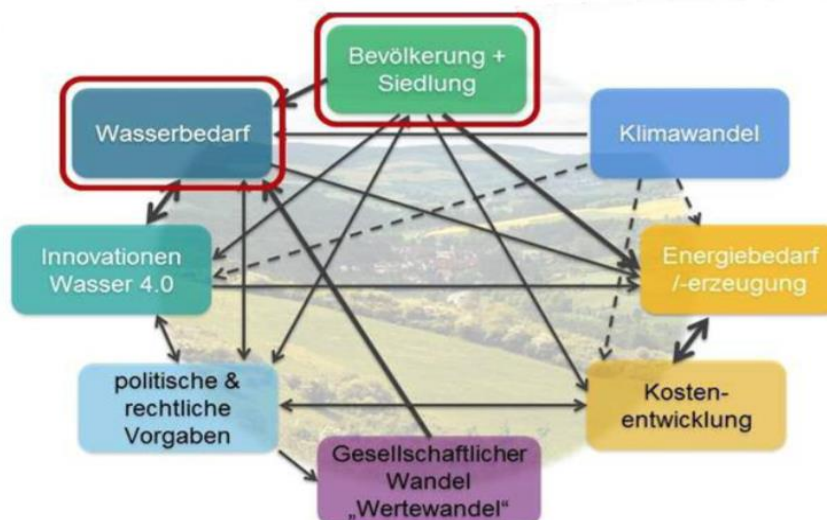 Bevölkerung +
Siedlung
Wasserbedarf
Klimawandel
Innovationen
Wasser 4.0
Energiebedarf
/-erzeugung
politische &
rechtliche
Vorgaben
Kosten-
entwicklung
Gesellschaftlicher
Wandel
„Wertewandel“